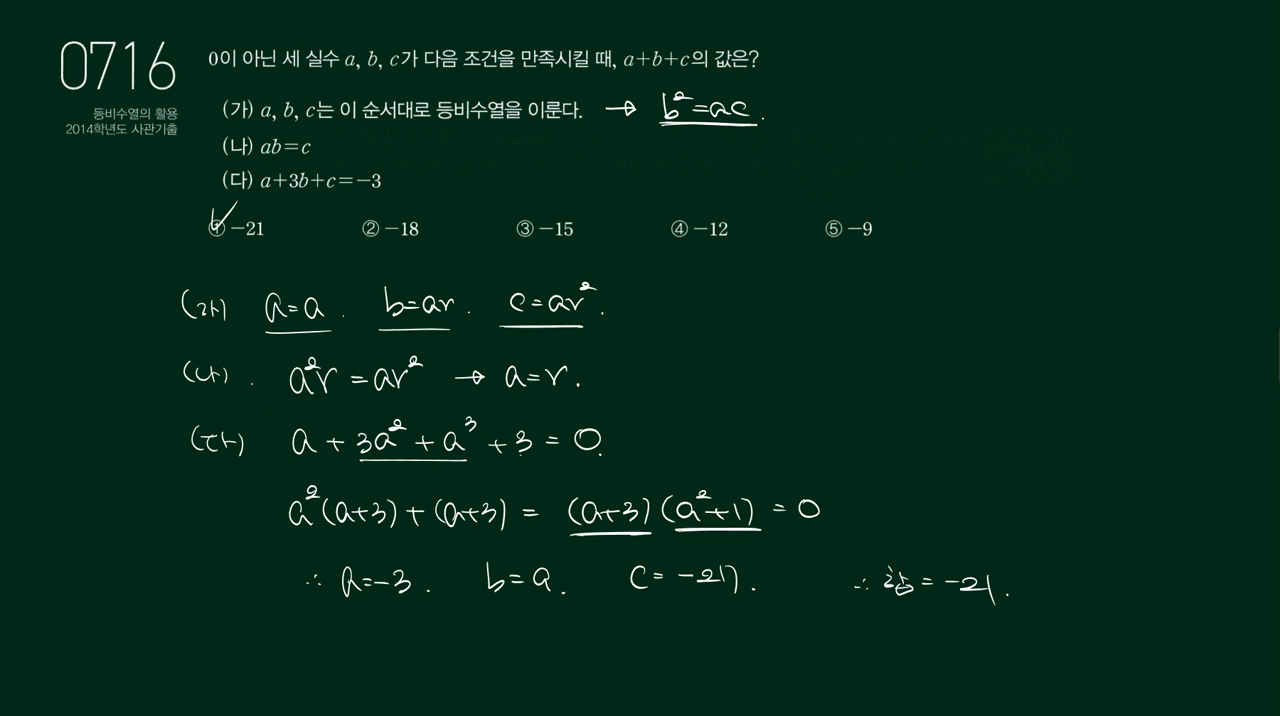 0716
등비수열의 활용
2014학년도 사관기출
0이 아닌 세 실수 a, b, c가 다음 조건을 만족시킬 때, a+b+c의 값은?
(가) a, b, c는 이 순서대로 등비수열을 이룬다. → b²=ac.
(나) ab=c
(다) a+3b+c=−3
① −21 ② −18 ③ −15 ④ −12 ⑤ −9
(가) a=a. b=ar. c=ar².
(나). a²r=ar² → a=r.
(다) a+3a²+a³+3=0.
a²(a+3)+(a+3)=(a+3)(a²+1)=0
∴ a=-3. b=9. c=-27. ∴ 합=-21.